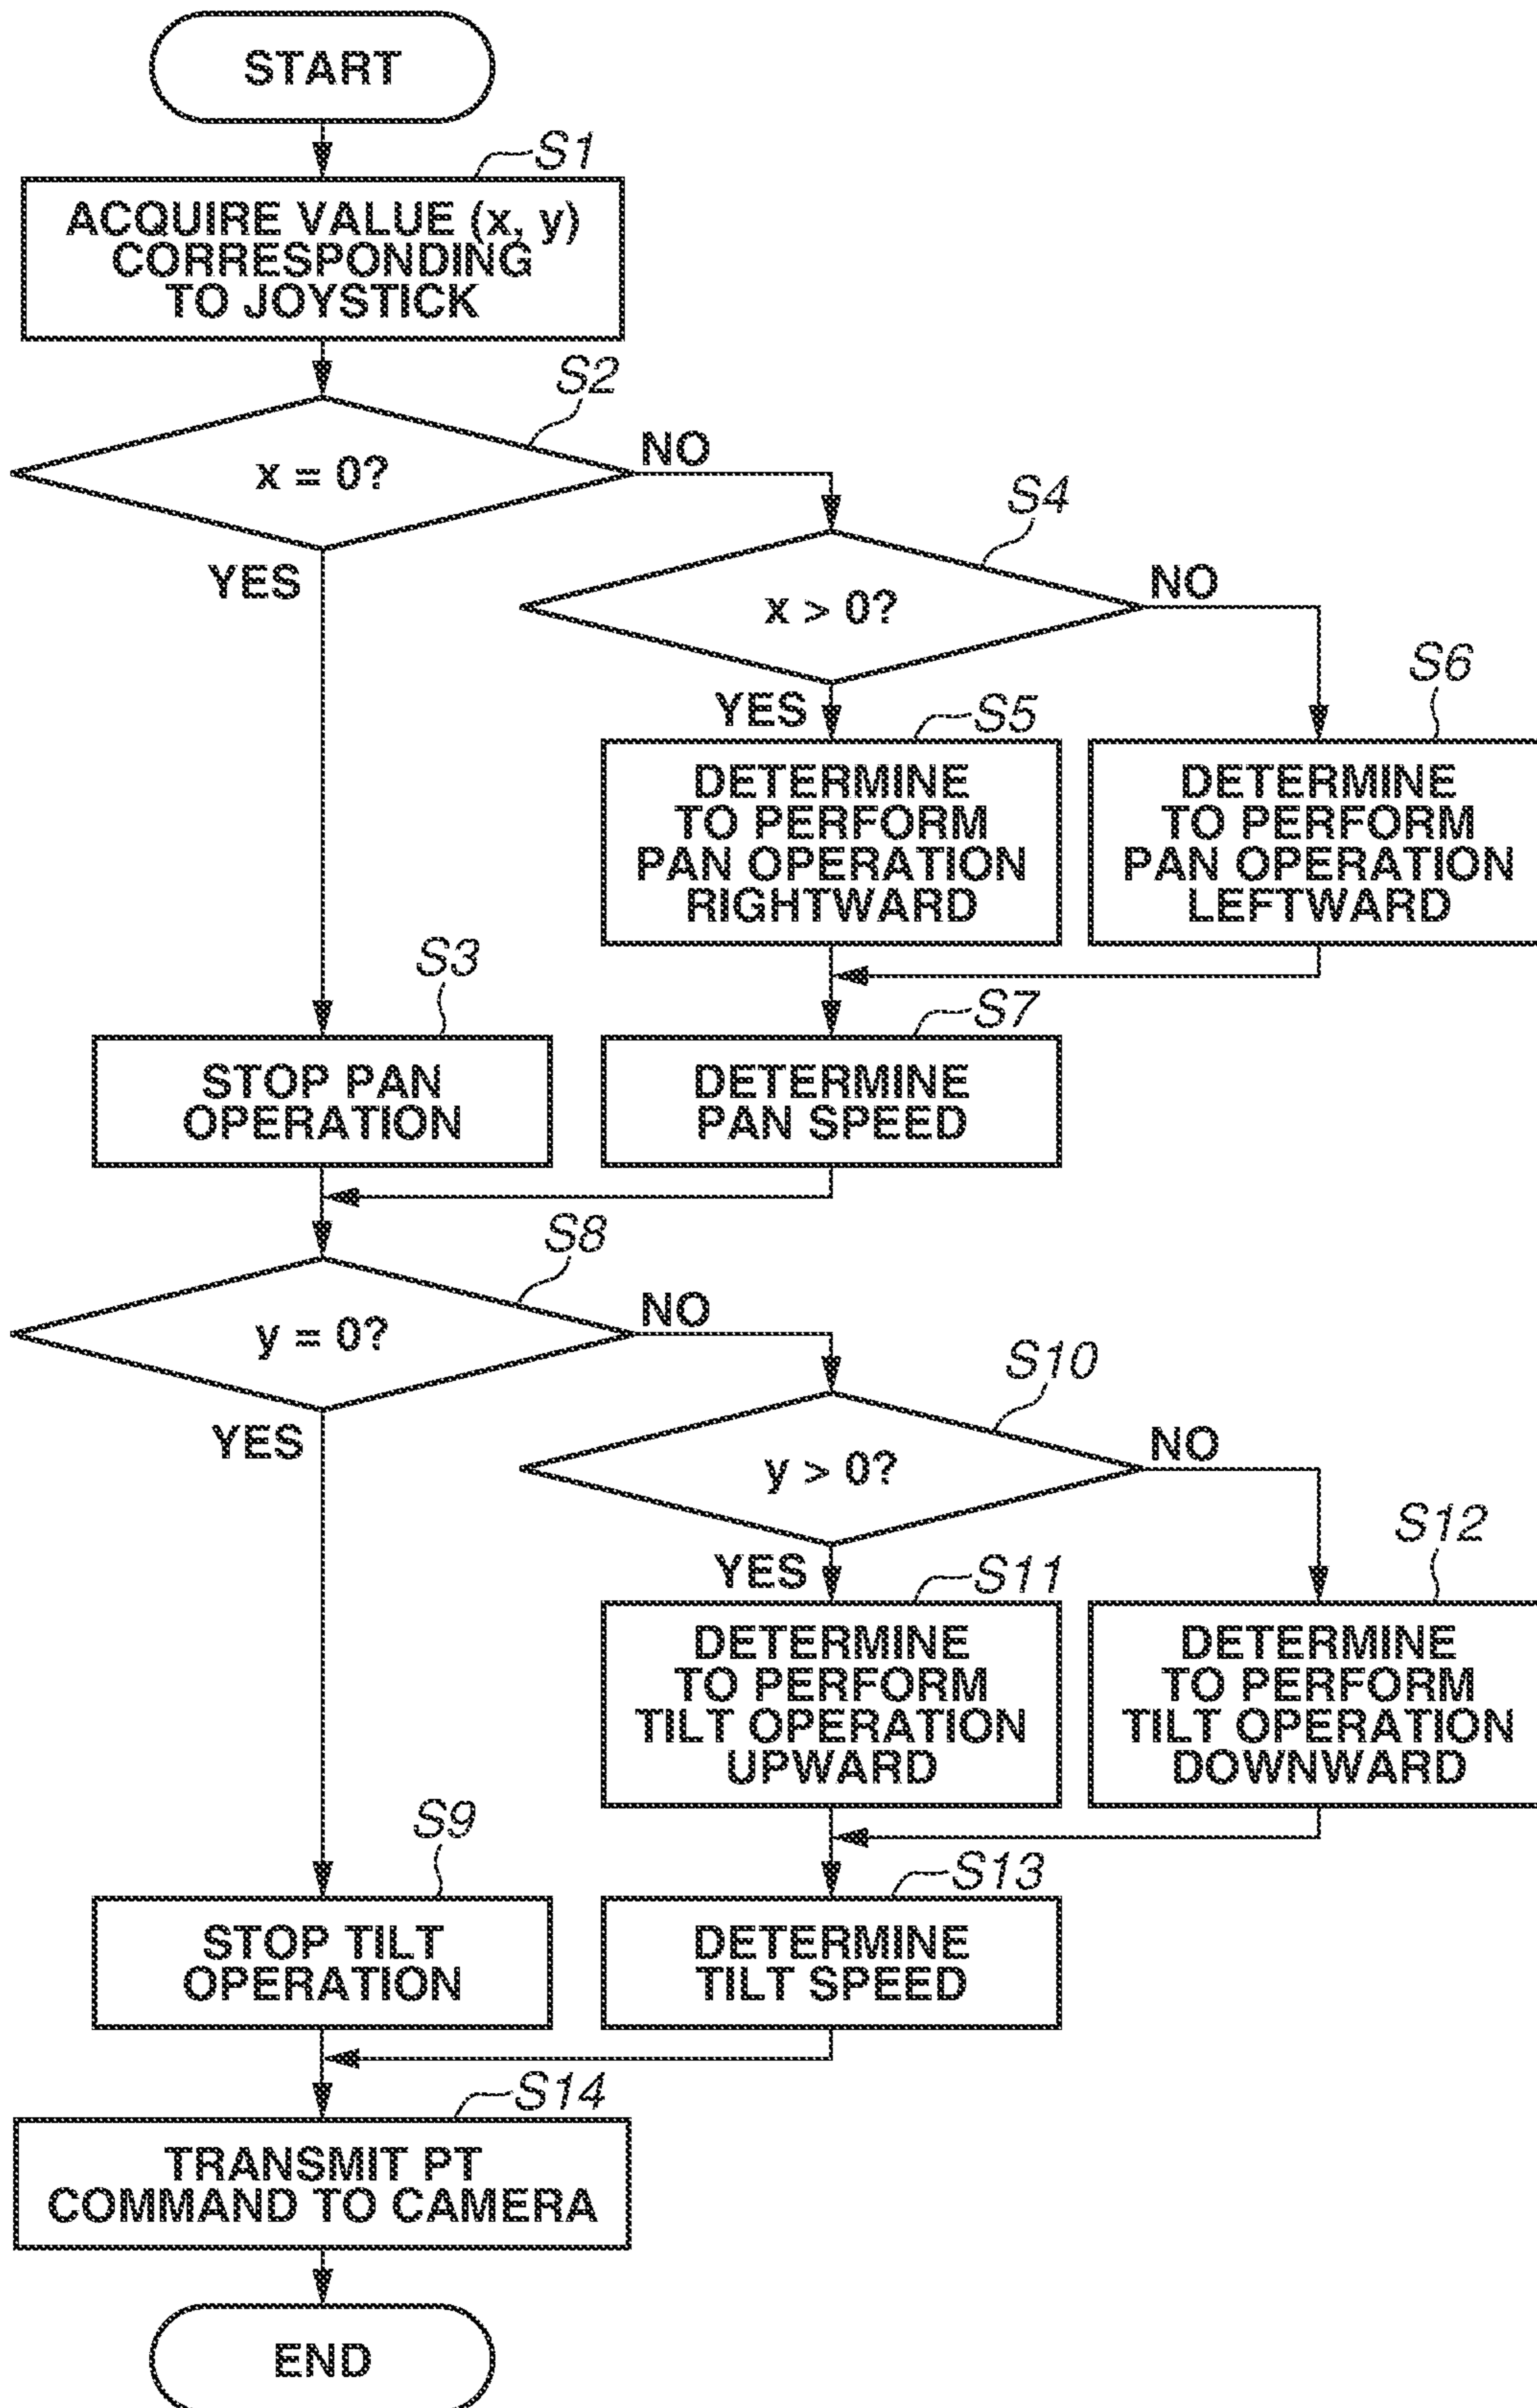 START
S1
ACQUIRE VALUE (x, y)
CORRESPONDING
TO JOYSTICK
S2
x = 0?
NO
YES
S4
x > 0?
NO
YES
S5
DETERMINE
TO PERFORM
PAN OPERATION
RIGHTWARD
S6
DETERMINE
TO PERFORM
PAN OPERATION
LEFTWARD
S3
STOP PAN
OPERATION
S7
DETERMINE
PAN SPEED
S8
y = 0?
NO
YES
S10
y > 0?
NO
YES
S11
DETERMINE
TO PERFORM
TILT OPERATION
UPWARD
S12
DETERMINE
TO PERFORM
TILT OPERATION
DOWNWARD
S9
STOP TILT
OPERATION
S13
DETERMINE
TILT SPEED
S14
TRANSMIT PT
COMMAND TO CAMERA
END